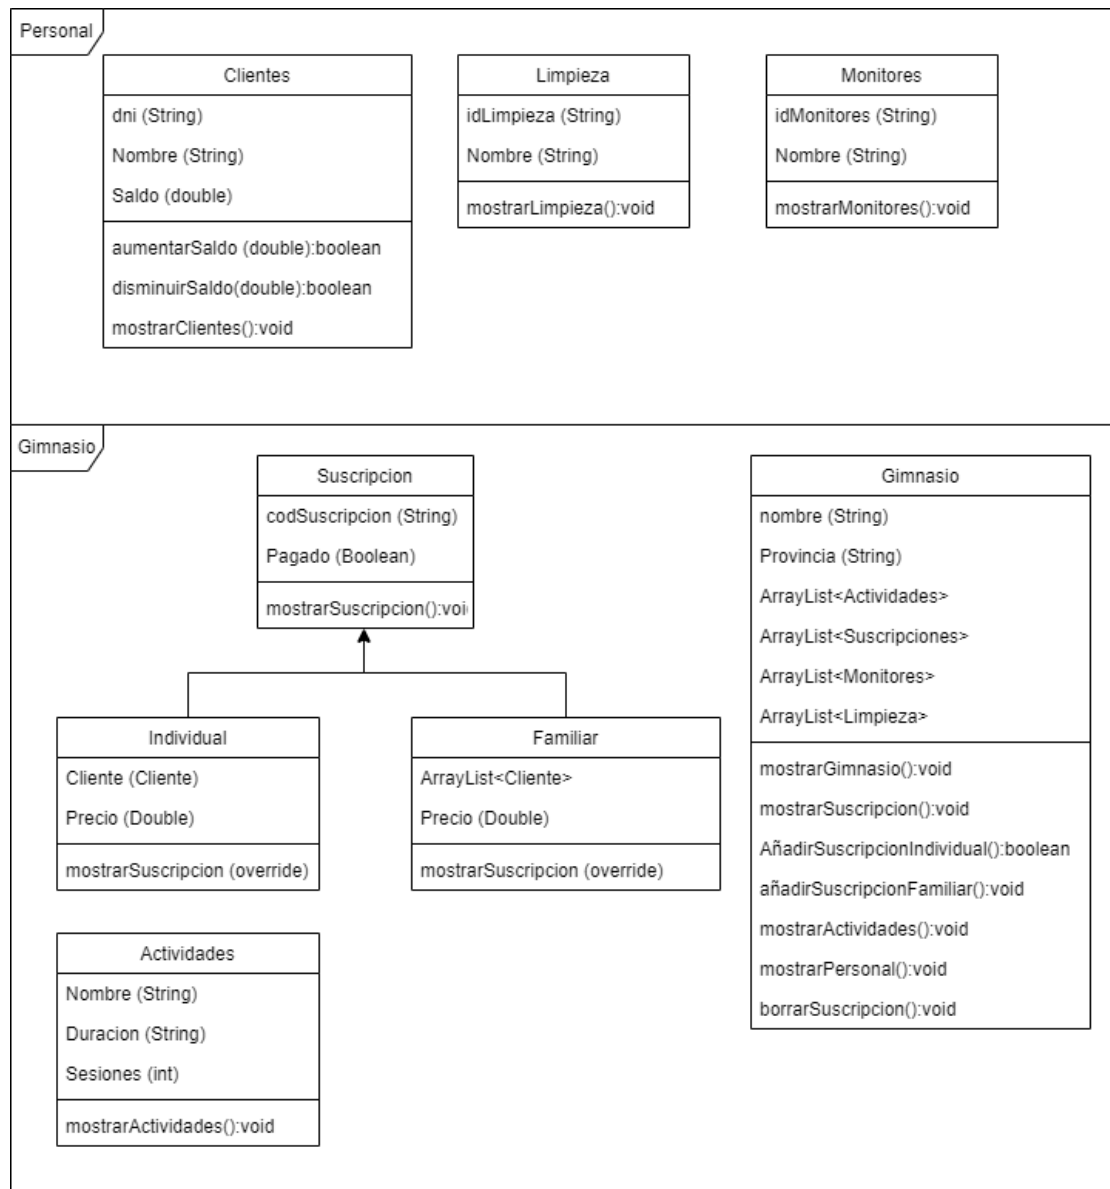 Personal
Clientes
dni (String)
Nombre (String)
Saldo (double)
aumentarSaldo (double):boolean
disminuirSaldo(double):boolean
mostrarClientes():void
Limpieza
idLimpieza (String)
Nombre (String)
mostrarLimpieza():void
Monitores
idMonitores (String)
Nombre (String)
mostrarMonitores():void
Gimnasio
Suscripcion
codSuscripcion (String)
Pagado (Boolean)
mostrarSuscripcion():voi
Individual
Cliente (Cliente)
Precio (Double)
mostrarSuscripcion (override)
Familiar
ArrayList<Cliente>
Precio (Double)
mostrarSuscripcion (override)
Actividades
Nombre (String)
Duracion (String)
Sesiones (int)
mostrarActividades():void
Gimnasio
nombre (String)
Provincia (String)
ArrayList<Actividades>
ArrayList<Suscripciones>
ArrayList<Monitores>
ArrayList<Limpieza>
mostrarGimnasio():void
mostrarSuscripcion():void
AñadirSuscripcionIndividual():boolean
añadirSuscripcionFamiliar():void
mostrarActividades():void
mostrarPersonal():void
borrarSuscripcion():void